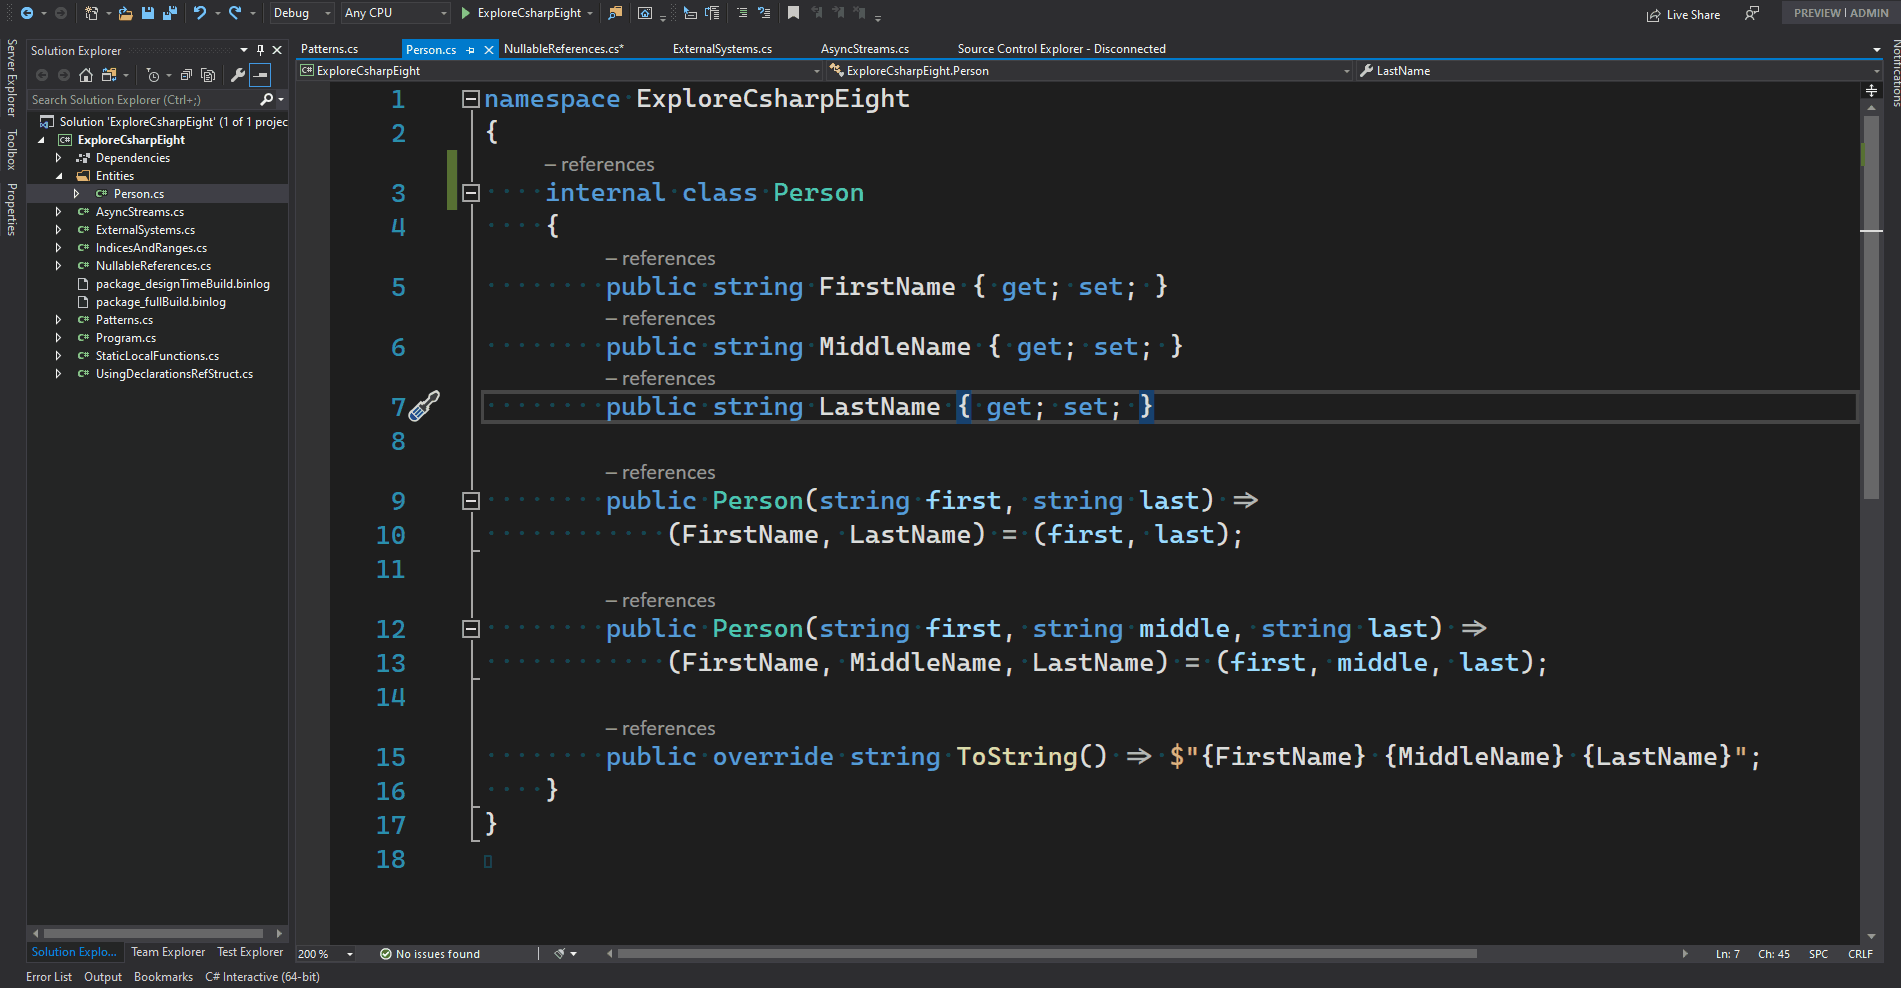 Debug
Any CPU
ExploreCsharpEight
Live Share
PREVIEW | ADMIN
Server Explorer
Toolbox
Properties
Solution Explorer
Search Solution Explorer (Ctrl+;)
Solution 'ExploreCsharpEight' (1 of 1 projec
C# ExploreCsharpEight
Dependencies
Entities
C# Person.cs
C# AsyncStreams.cs
C# ExternalSystems.cs
C# IndicesAndRanges.cs
C# NullableReferences.cs
package_designTimeBuild.binlog
package_fullBuild.binlog
C# Patterns.cs
C# Program.cs
C# StaticLocalFunctions.cs
C# UsingDeclarationsRefStruct.cs
Solution Explo...
Team Explorer
Test Explorer
Patterns.cs
Person.cs
NullableReferences.cs*
ExternalSystems.cs
AsyncStreams.cs
Source Control Explorer - Disconnected
C# ExploreCsharpEight
ExploreCsharpEight.Person
LastName
1 namespace ExploreCsharpEight
2 {
– references
3 internal class Person
4 {
– references
5 public string FirstName { get; set; }
– references
6 public string MiddleName { get; set; }
– references
7 public string LastName { get; set; }
8
– references
9 public Person(string first, string last) =>
10 (FirstName, LastName) = (first, last);
11
– references
12 public Person(string first, string middle, string last) =>
13 (FirstName, MiddleName, LastName) = (first, middle, last);
14
– references
15 public override string ToString() => $"{FirstName} {MiddleName} {LastName}";
16 }
17 }
18
Notifications
200 %
No issues found
Ln: 7
Ch: 45
SPC
CRLF
Error List
Output
Bookmarks
C# Interactive (64-bit)